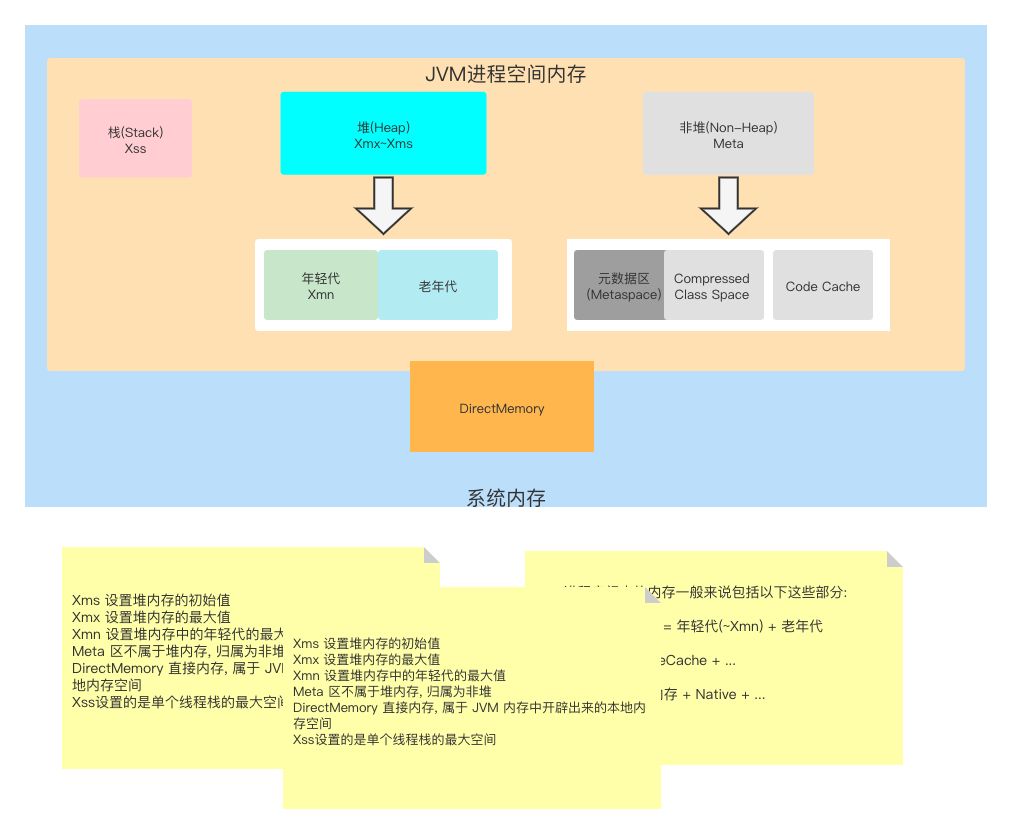 JVM进程空间内存
栈(Stack)
Xss
堆(Heap)
Xmx~Xms
非堆(Non-Heap)
Meta
年轻代
Xmn
老年代
元数据区
(Metaspace)
Compressed
Class Space
Code Cache
DirectMemory
系统内存
Xms 设置堆内存的初始值
Xmx 设置堆内存的最大值
Xmn 设置堆内存中的年轻代的最大
Meta 区不属于堆内存, 归属为非堆
DirectMemory 直接内存, 属于 JV
地内存空间
Xss设置的是单个线程栈的最大空
Xms 设置堆内存的初始值
Xmx 设置堆内存的最大值
Xmn 设置堆内存中的年轻代的最大值
Meta 区不属于堆内存, 归属为非堆
DirectMemory 直接内存, 属于 JVM 内存中开辟出来的本地内
存空间
Xss设置的是单个线程栈的最大空间
内存一般来说包括以下这些部分:
= 年轻代(~Xmn) + 老年代
eCache + ...
存 + Native + ...